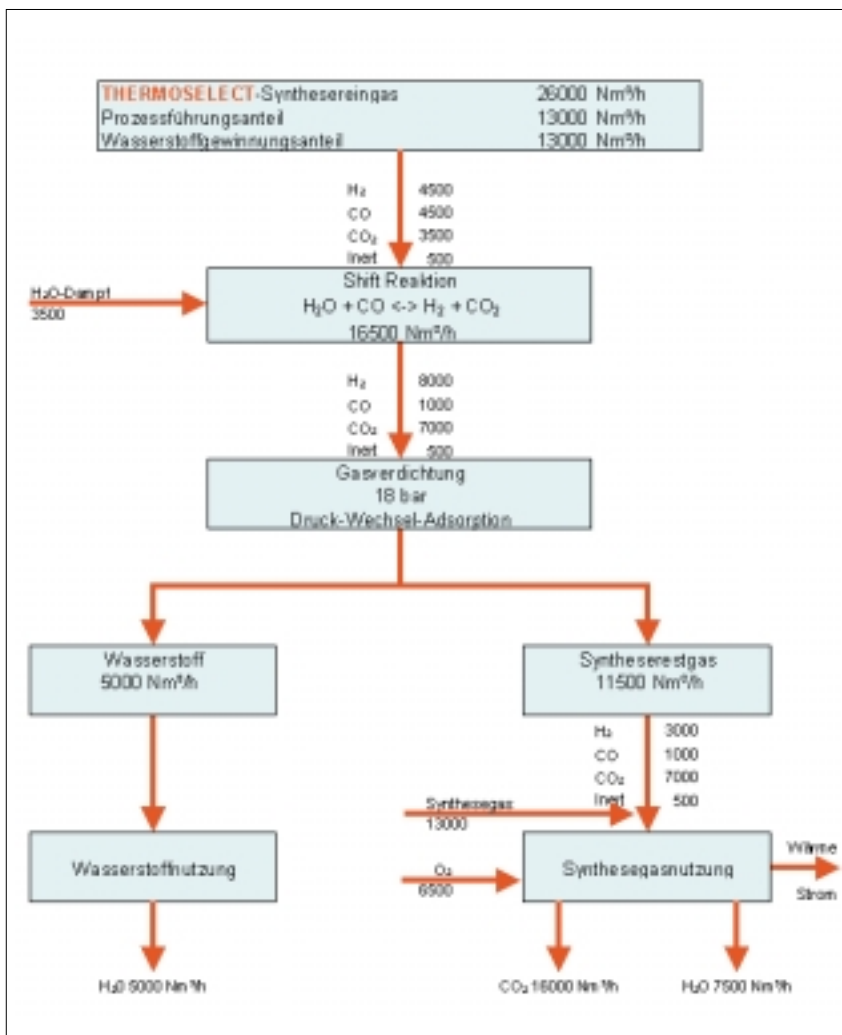 THERMOSELECT-Synthesereingas 26000 Nm³/h
Prozessführungsanteil 13000 Nm³/h
Wasserstoffgewinnungsanteil 13000 Nm³/h
H₂ 4500
CO 4500
CO₂ 3500
Inert 500
H₂O-Dampf
3500
Shift Reaktion
H₂O + CO <-> H₂ + CO₂
16500 Nm³/h
H₂ 8000
CO 1000
CO₂ 7000
Inert 500
Gasverdichtung
18 bar
Druck-Wechsel-Adsorption
Wasserstoff
5000 Nm³/h
Syntheserestgas
11500 Nm³/h
H₂ 3000
CO 1000
CO₂ 7000
Inert 500
Synthesegas
13000
Wasserstoffnutzung
O₂
6500
Synthesegasnutzung
Wärme
Strom
H₂O 5000 Nm³/h
CO₂ 16000 Nm³/h
H₂O 7500 Nm³/h